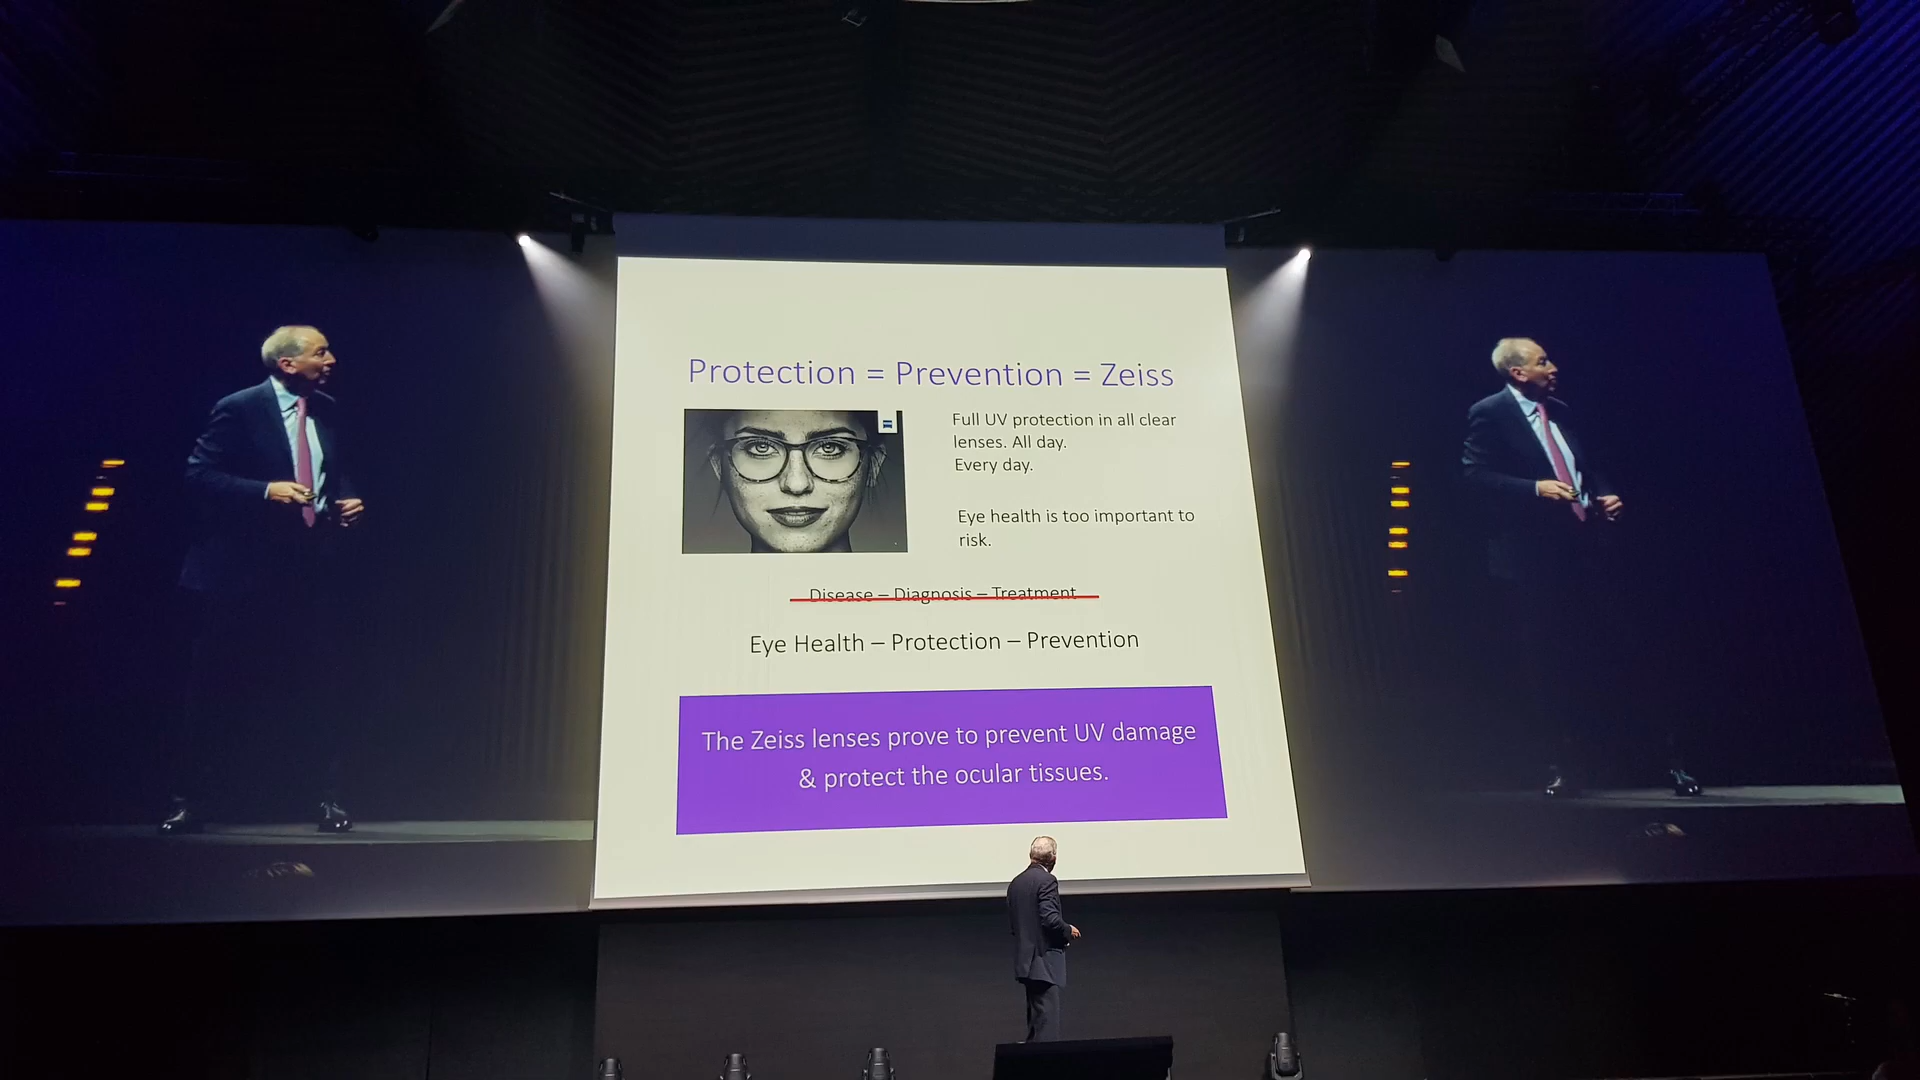 Protection = Prevention = Zeiss
Full UV protection in all clear
lenses. All day.
Every day.
Eye health is too important to
risk.
Disease – Diagnosis – Treatment
Eye Health – Protection – Prevention
The Zeiss lenses prove to prevent UV damage
& protect the ocular tissues.